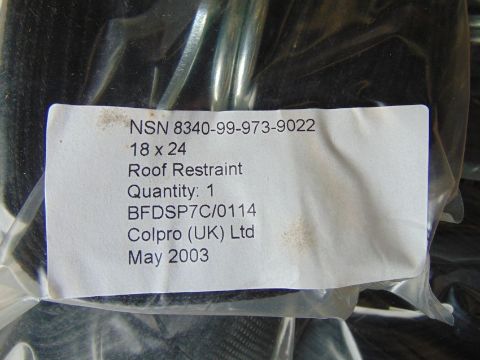 NSN 8340-99-973-9022
18 x 24
Roof Restraint
Quantity: 1
BFDSP7C/0114
Colpro (UK) Ltd
May 2003